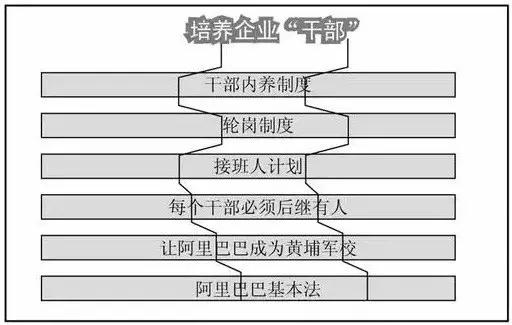 培养企业“干部”
干部内养制度
轮岗制度
接班人计划
每个干部必须后继有人
让阿里巴巴成为黄埔军校
阿里巴巴基本法